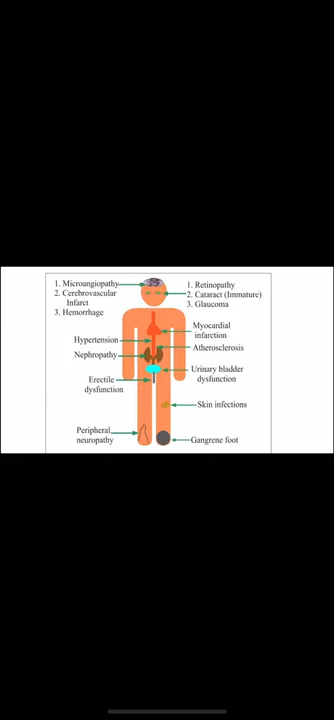 1. Microangiopathy
2. Cerebrovascular
Infarct
3. Hemorrhage
1. Retinopathy
2. Cataract (Immature)
3. Glaucoma
Myocardial
infarction
Hypertension
Atherosclerosis
Nephropathy
Urinary bladder
dysfunction
Erectile
dysfunction
Skin infections
Peripheral
neuropathy
Gangrene foot